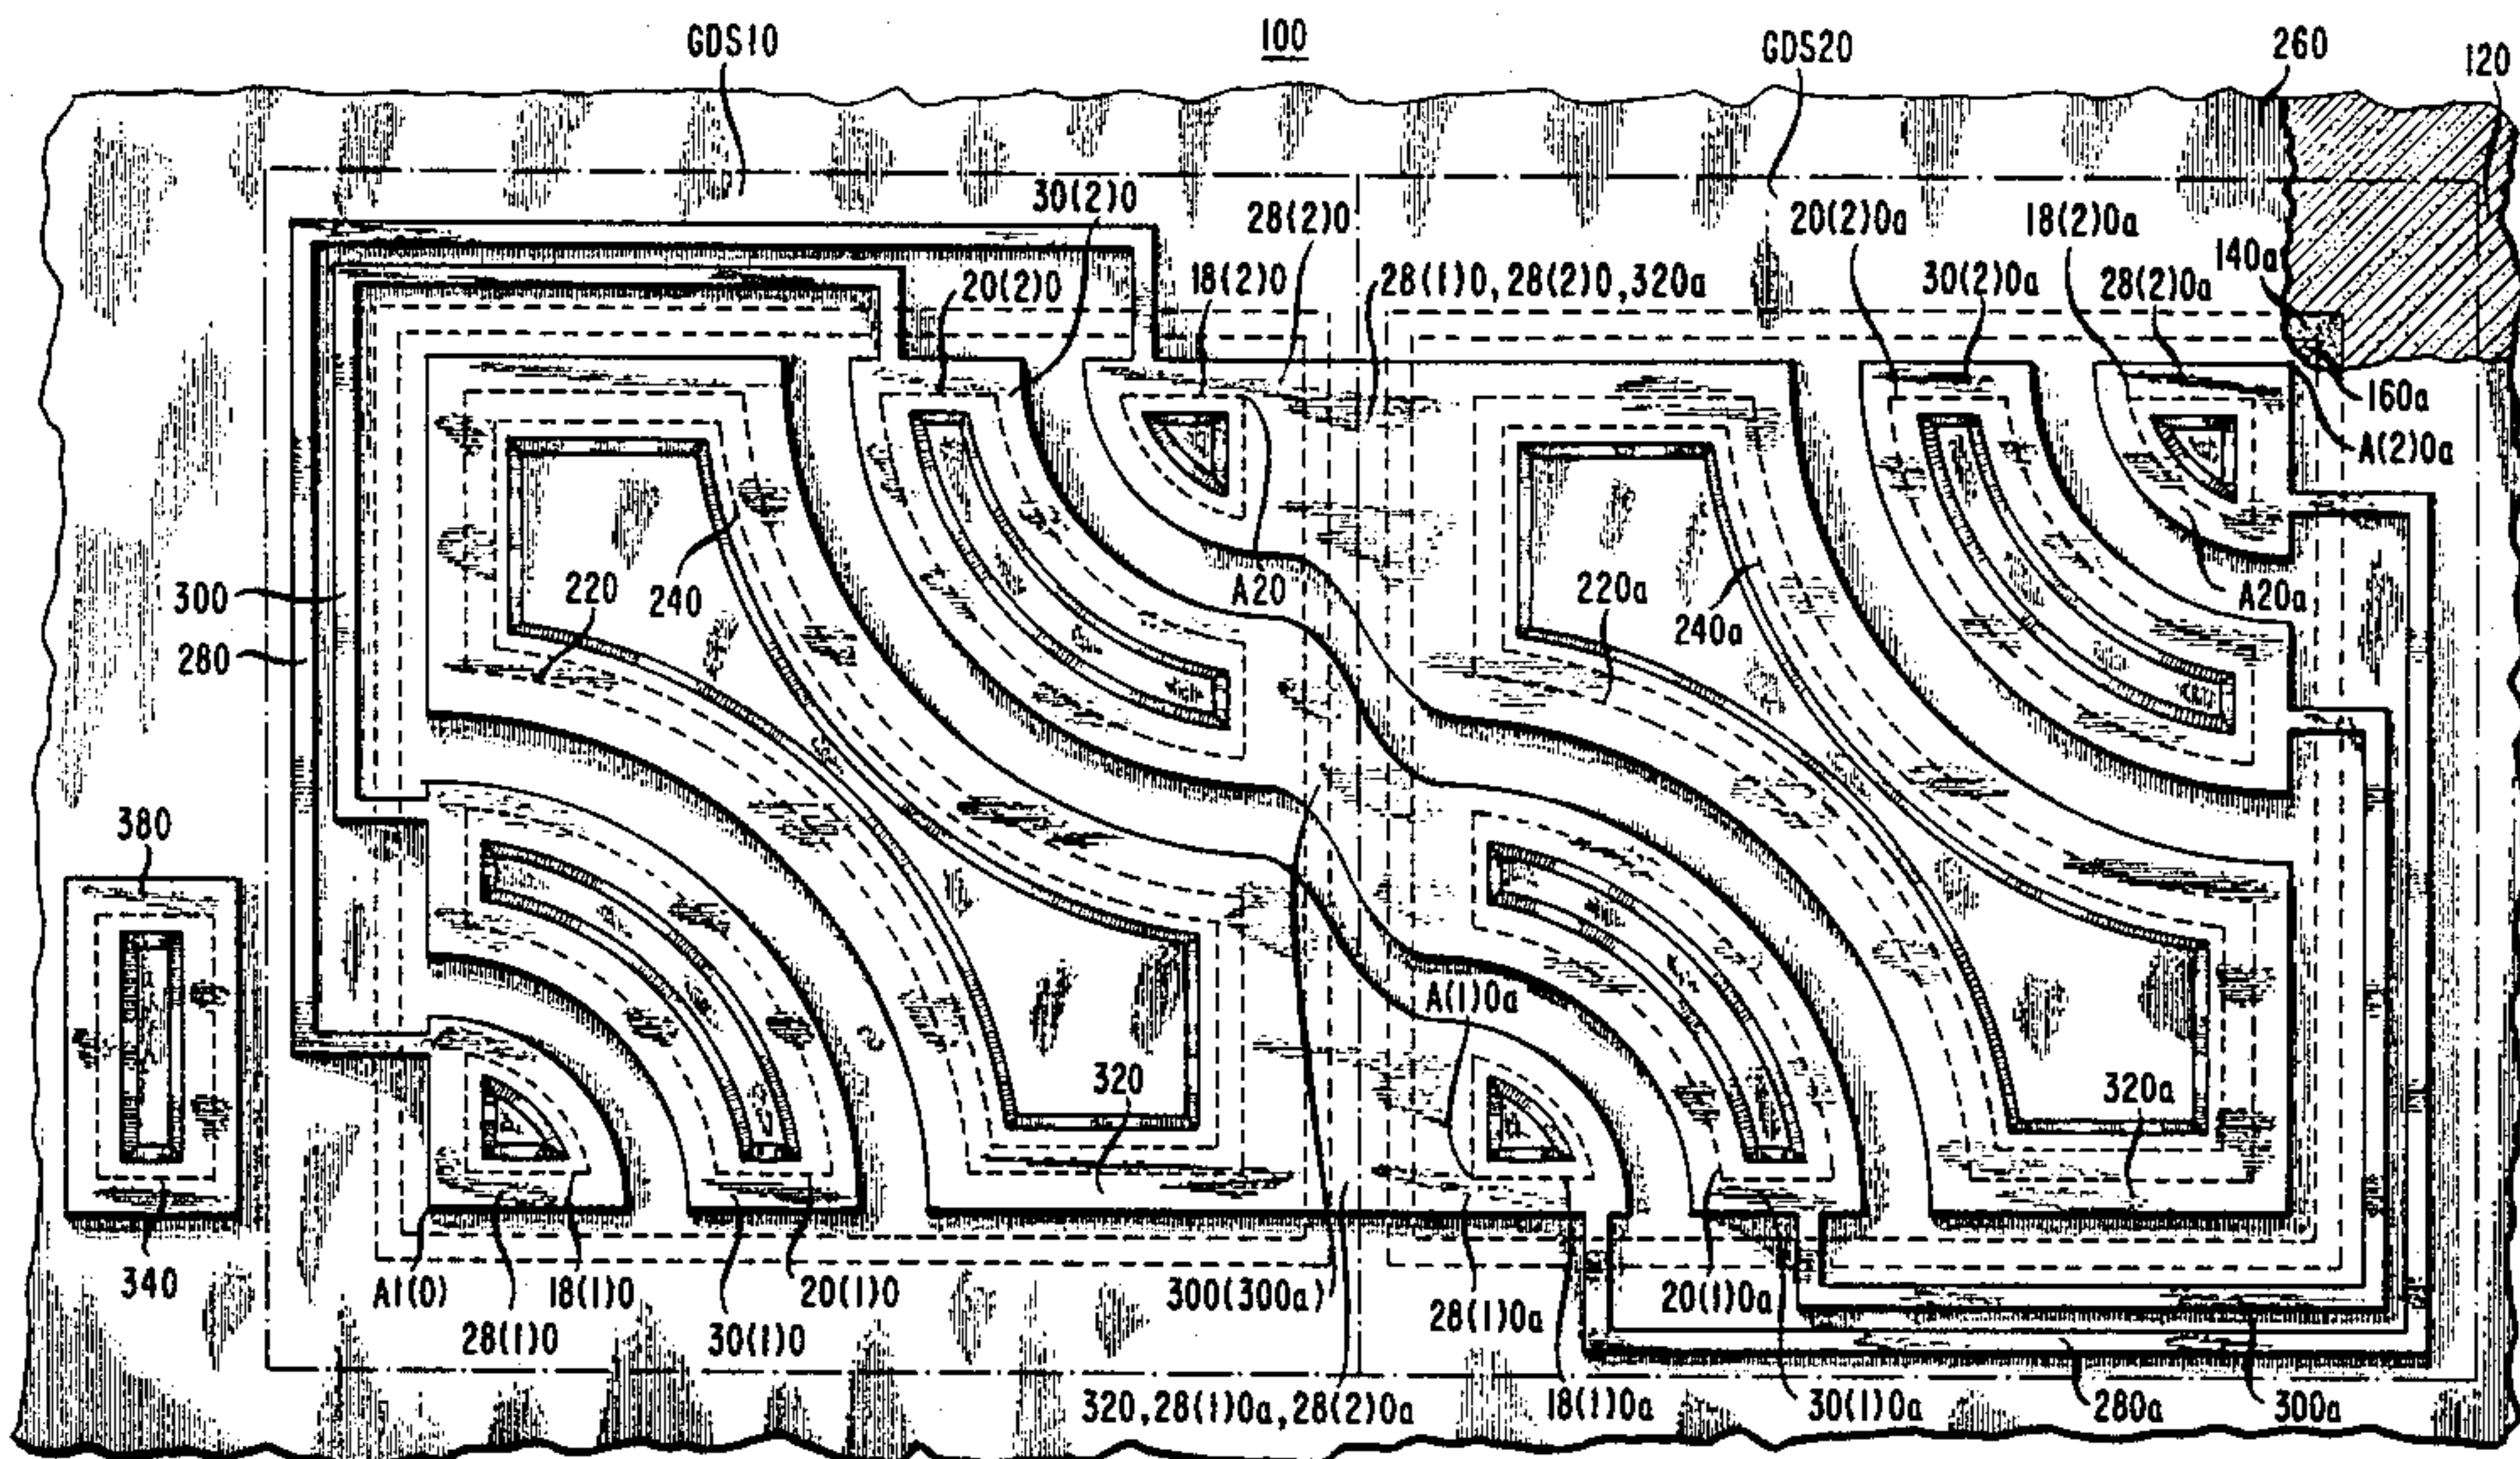 GDS10
100
GDS20
260
120
30(2)0
28(2)0
20(2)0a
18(2)0a
140a
20(2)0
18(2)0
28(1)0,28(2)0,320a
30(2)0a
28(2)0a
160a
A(2)0a
300
220
240
A20
220a
A20a
280
240a
380
A(1)0a
320
320a
340
A1(0)
18(1)0
20(1)0
300(300a)
20(1)0a
28(1)0
30(1)0
28(1)0a
320,28(1)0a,28(2)0a
18(1)0a
30(1)0a
280a
300a